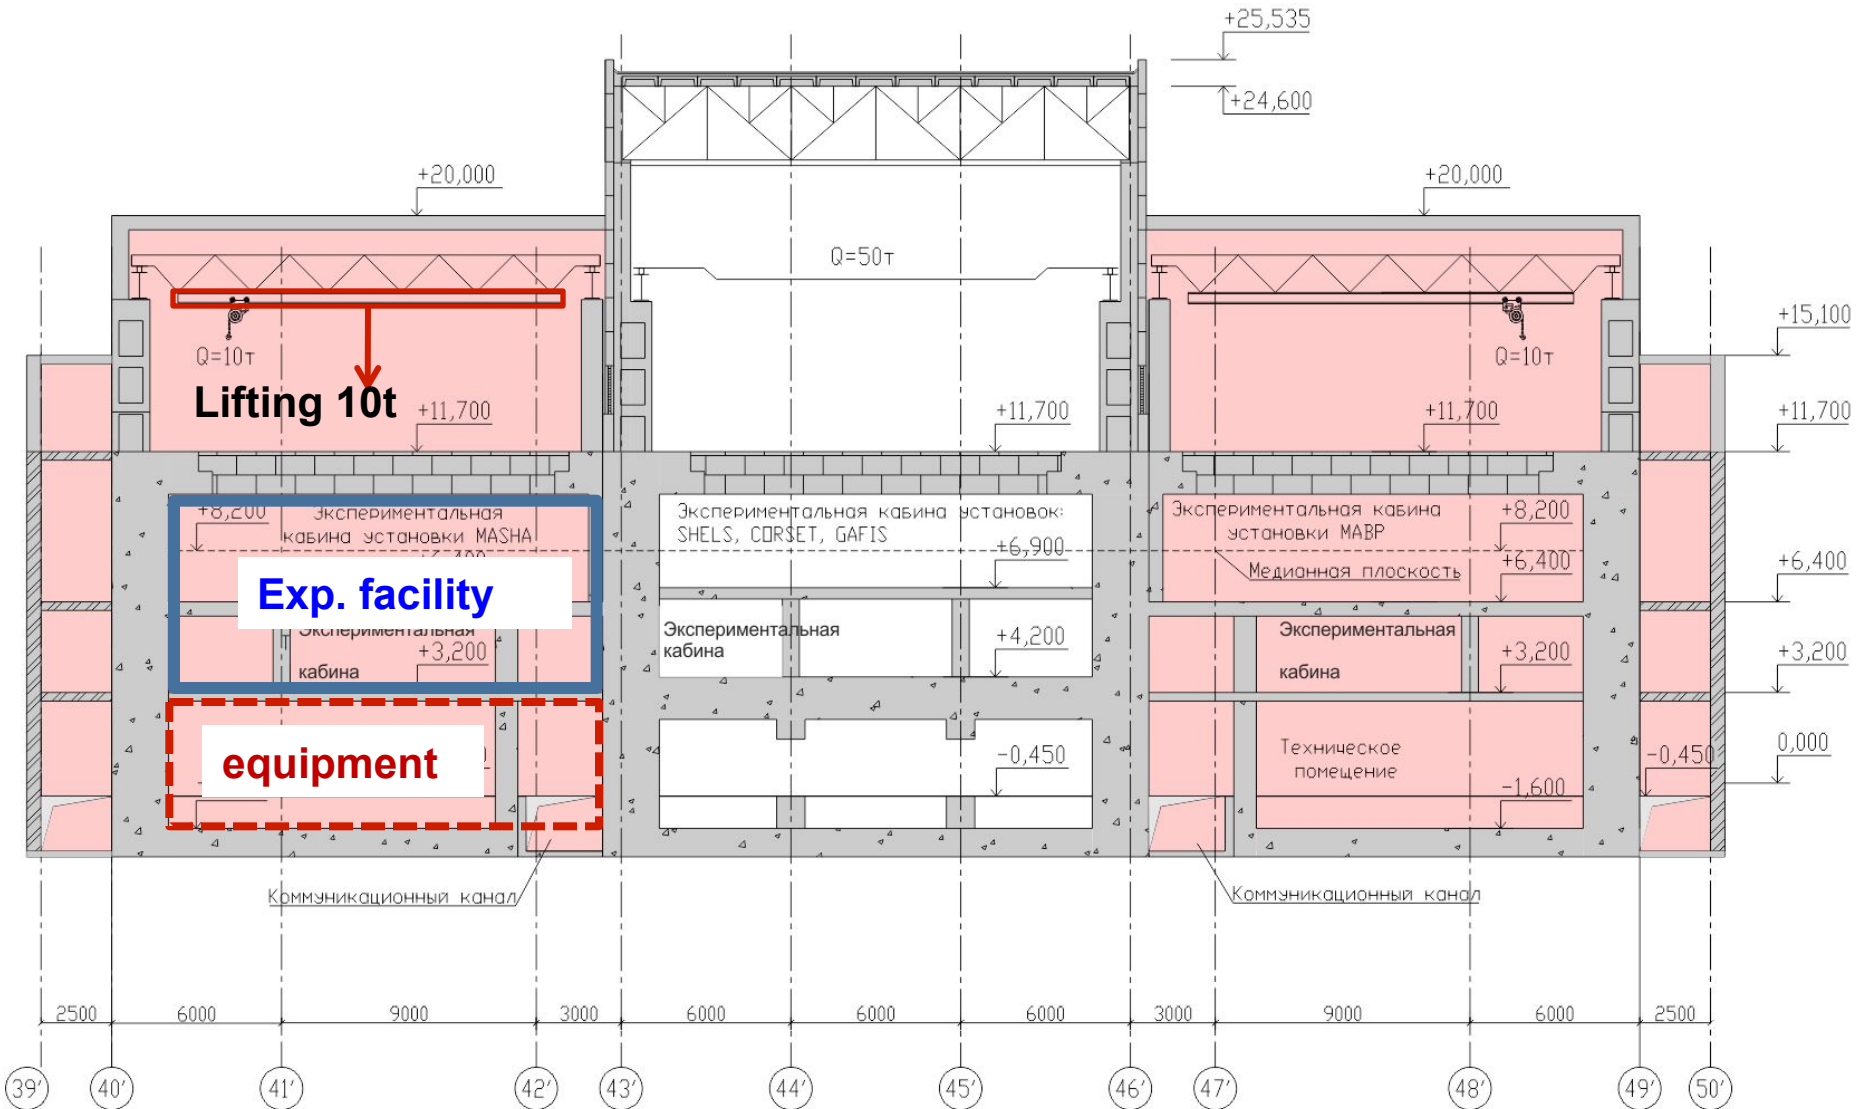 +25,535
+24,600
+20,000
+20,000
Q=50т
+15,100
Q=10т
Q=10т
Lifting 10t
+11,700
+11,700
+11,700
+11,700
+8,200
Экспериментальная
кабина установки MASHA
Экспериментальная кабина установок:
SHELS, CORSET, GAFIS
+6,900
Экспериментальная кабина
установки МАВР
+8,200
Медианная плоскость
+6,400
+6,400
Exp. facility
Экспериментальная
кабина
+3,200
Экспериментальная
кабина
+4,200
Экспериментальная
кабина
+3,200
+3,200
equipment
-0,450
Техническое
помещение
-1,600
-0,450
0,000
Коммуникационный канал
Коммуникационный канал
2500 6000 9000 3000 6000 6000 6000 3000 9000 6000 2500
39' 40' 41' 42' 43' 44' 45' 46' 47' 48' 49' 50'